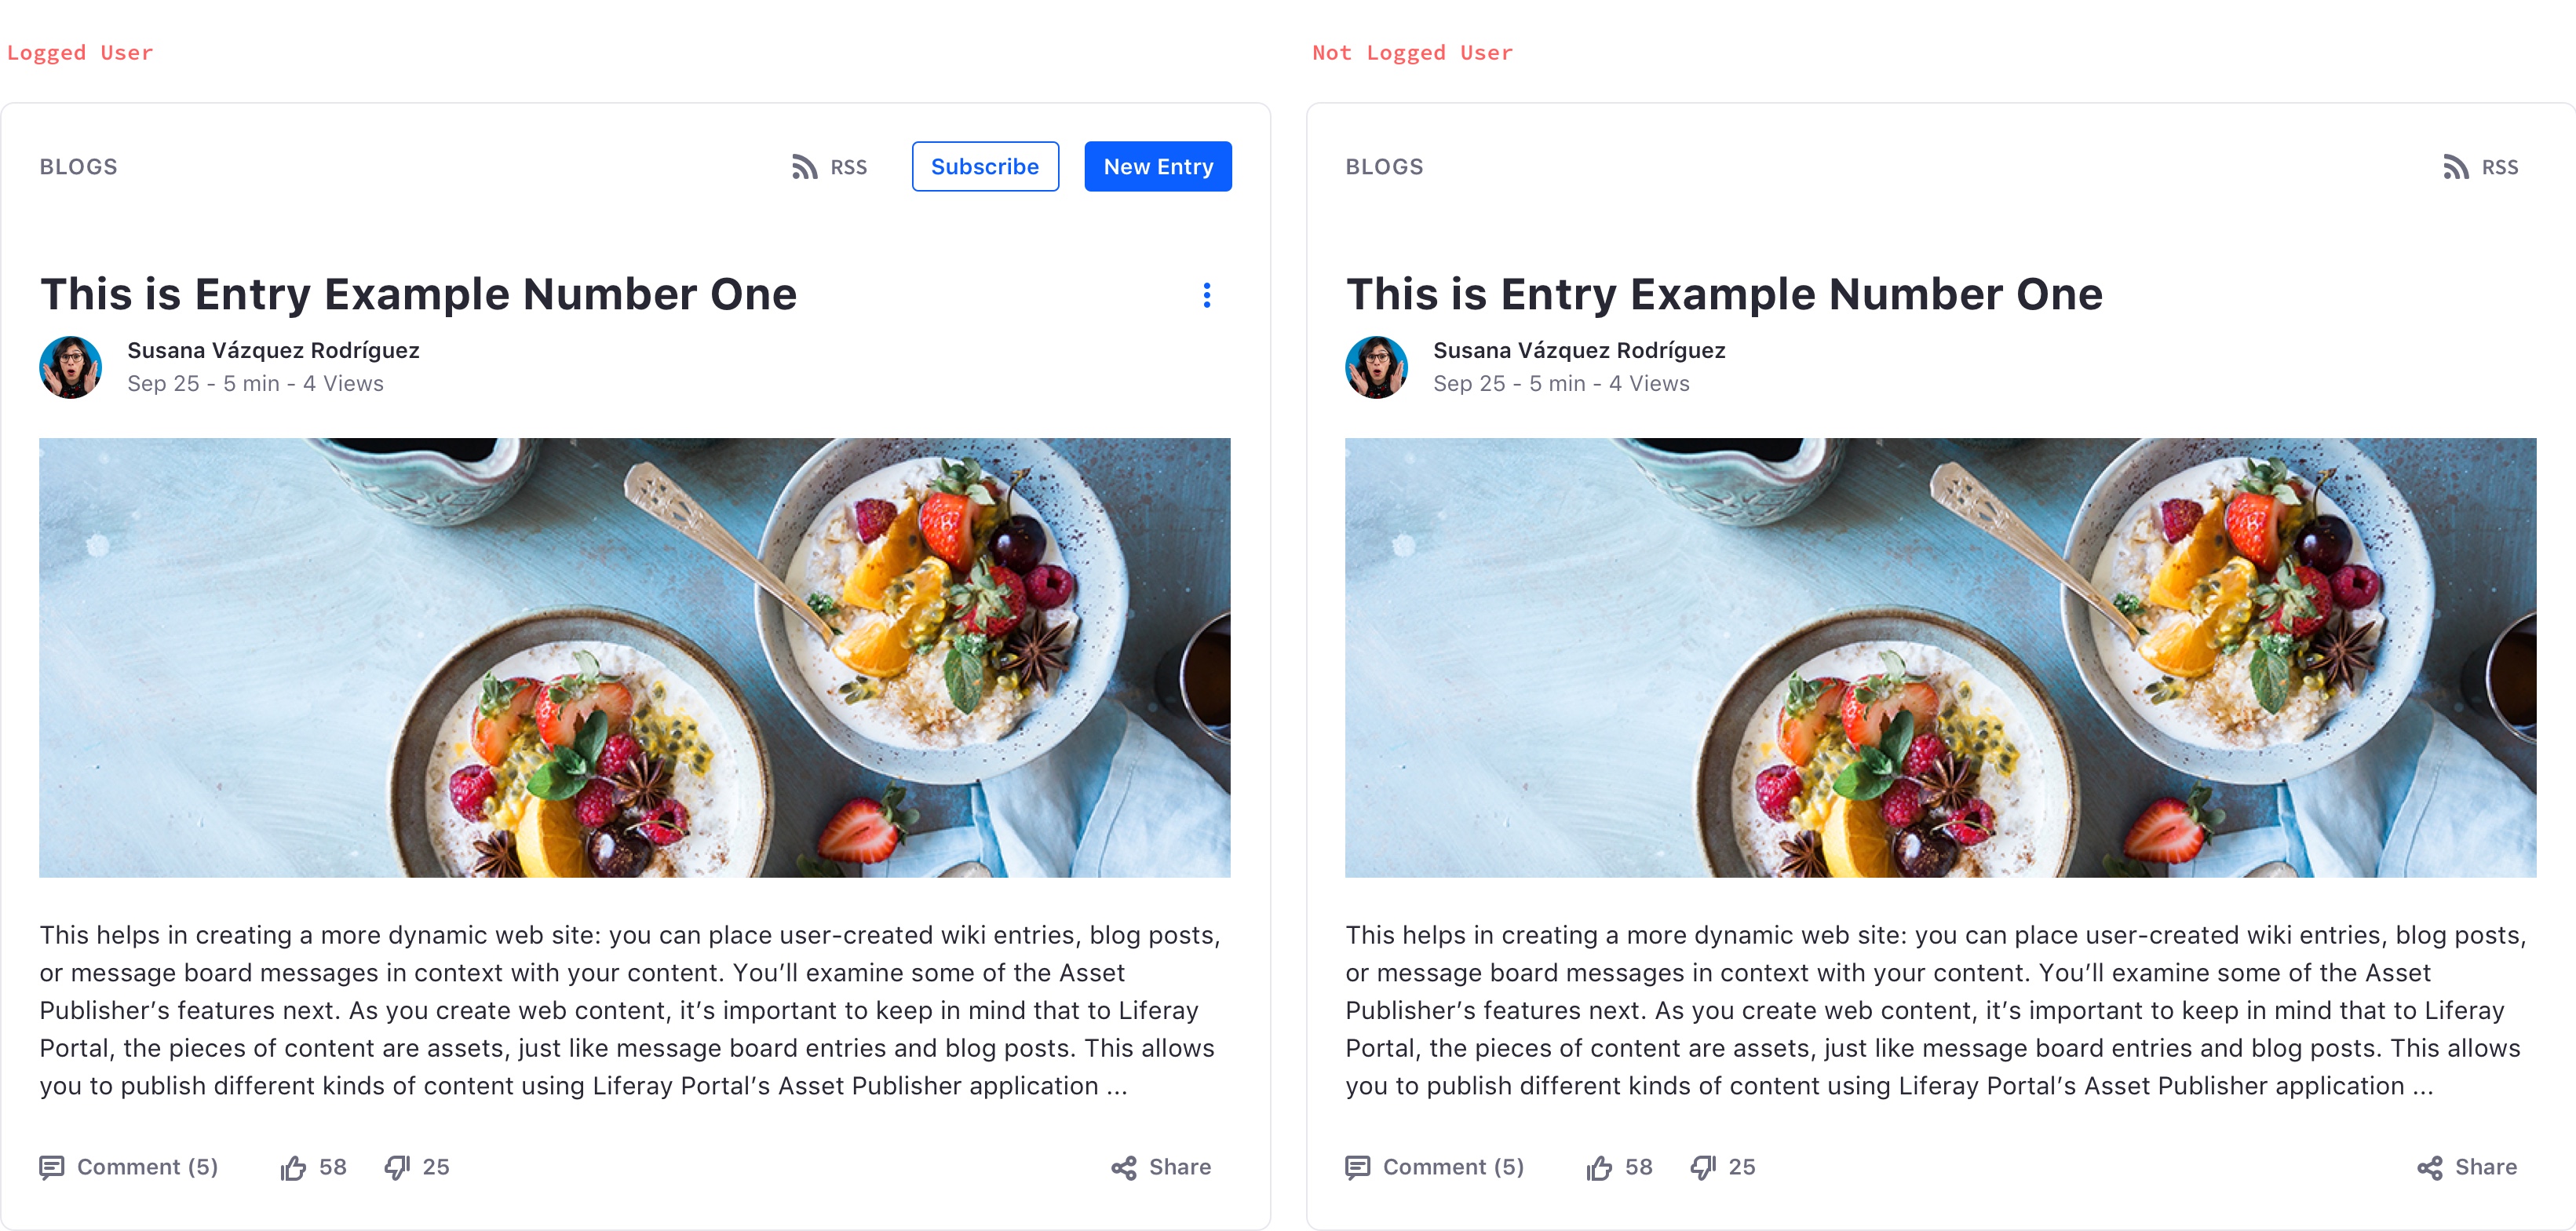 Logged User
BLOGS
RSS
Subscribe
New Entry
This is Entry Example Number One
Susana Vázquez Rodríguez
Sep 25 - 5 min - 4 Views
This helps in creating a more dynamic web site: you can place user-created wiki entries, blog posts,
or message board messages in context with your content. You’ll examine some of the Asset
Publisher’s features next. As you create web content, it’s important to keep in mind that to Liferay
Portal, the pieces of content are assets, just like message board entries and blog posts. This allows
you to publish different kinds of content using Liferay Portal’s Asset Publisher application ...
Comment (5)
58
25
Share
Not Logged User
BLOGS
RSS
This is Entry Example Number One
Susana Vázquez Rodríguez
Sep 25 - 5 min - 4 Views
This helps in creating a more dynamic web site: you can place user-created wiki entries, blog posts,
or message board messages in context with your content. You’ll examine some of the Asset
Publisher’s features next. As you create web content, it’s important to keep in mind that to Liferay
Portal, the pieces of content are assets, just like message board entries and blog posts. This allows
you to publish different kinds of content using Liferay Portal’s Asset Publisher application ...
Comment (5)
58
25
Share